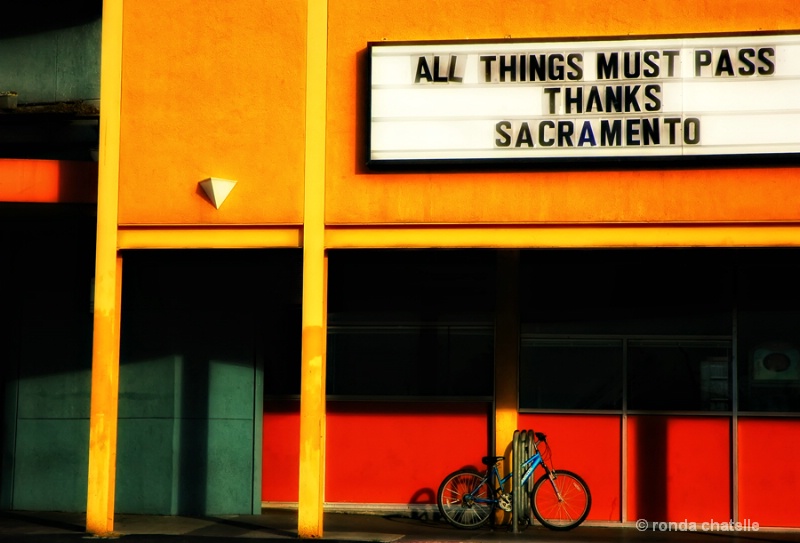 ALL THINGS MUST PASS
THANKS
SACRAMENTO
© ronda chatelle